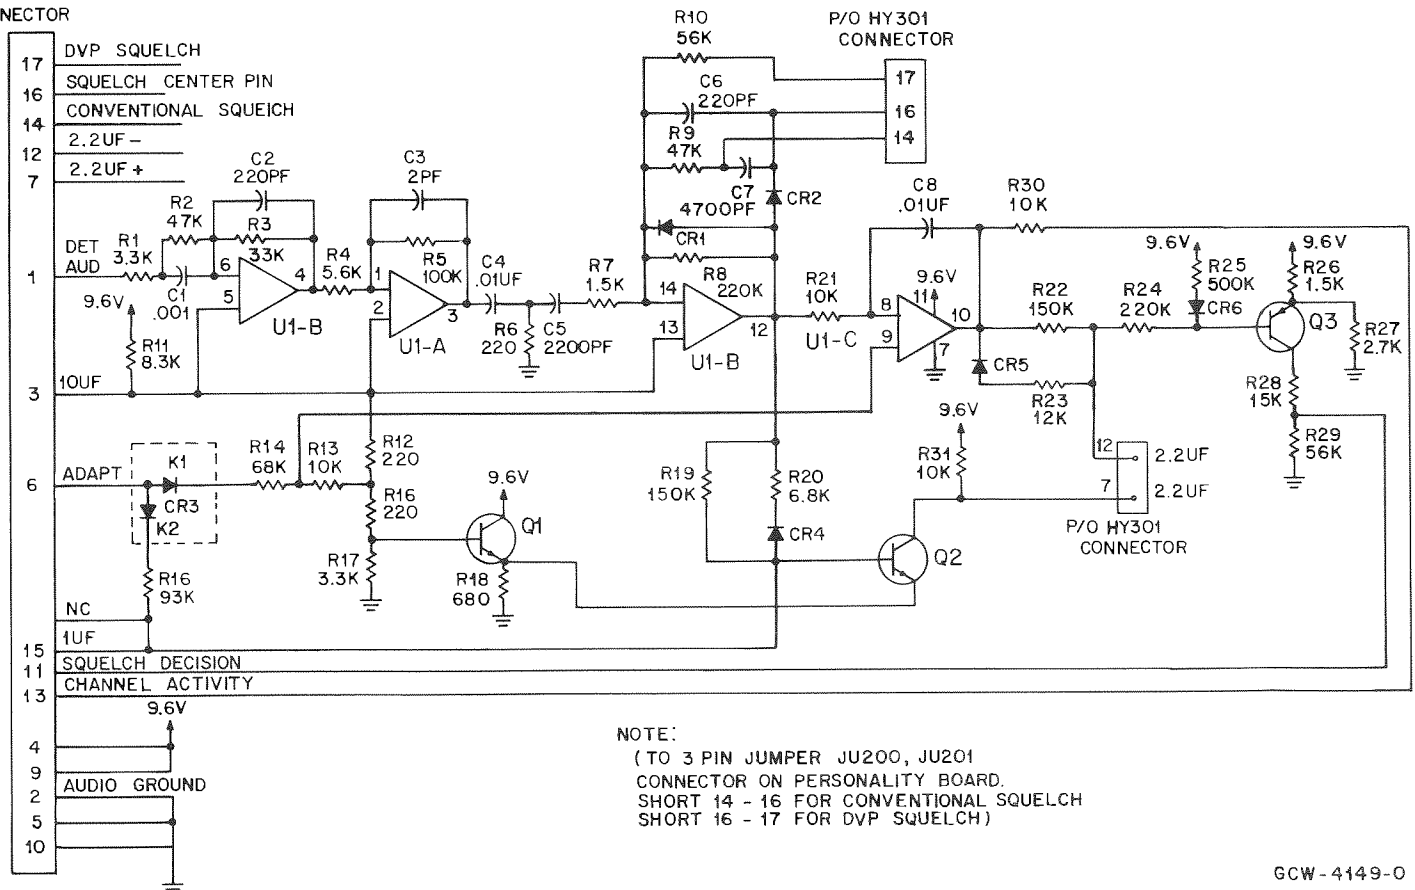 NECTOR
17 DVP SQUELCH
16 SQUELCH CENTER PIN
14 CONVENTIONAL SQUEICH
12 2.2UF-
7 2.2UF+
1 DET AUD
3 10UF
6 ADAPT
NC
15 1UF
11 SQUELCH DECISION
13 CHANNEL ACTIVITY
9.6V
4
9
2 AUDIO GROUND
5
10
R1
3.3K
R2
47K
C1
.001
C2
220PF
R3
33K
6
5
4
U1-B
9.6V
R11
8.3K
R4
5.6K
C3
2PF
R5
100K
1
2
3
U1-A
C4
.01UF
R6
220
C5
2200PF
R7
1.5K
R10
56K
C6
220PF
R9
47K
C7
4700PF
CR1
CR2
R8
220K
14
13
12
U1-B
P/O HY301
CONNECTOR
17
16
14
R21
10K
U1-C
C8
.01UF
9.6V
11
8
9
10
7
R30
10K
CR5
R22
150K
R23
12K
R24
220K
9.6V
R25
500K
CR6
9.6V
R26
1.5K
Q3
R27
2.7K
R28
15K
R29
56K
K1
CR3
K2
R14
68K
R13
10K
R12
220
R16
220
R17
3.3K
R16
93K
9.6V
Q1
R18
680
R19
150K
R20
6.8K
CR4
Q2
9.6V
R31
10K
12 2.2UF
7 2.2UF
P/O HY301
CONNECTOR
NOTE:
(TO 3 PIN JUMPER JU200, JU201
CONNECTOR ON PERSONALITY BOARD.
SHORT 14 - 16 FOR CONVENTIONAL SQUELCH
SHORT 16 - 17 FOR DVP SQUELCH)
GCW-4149-O